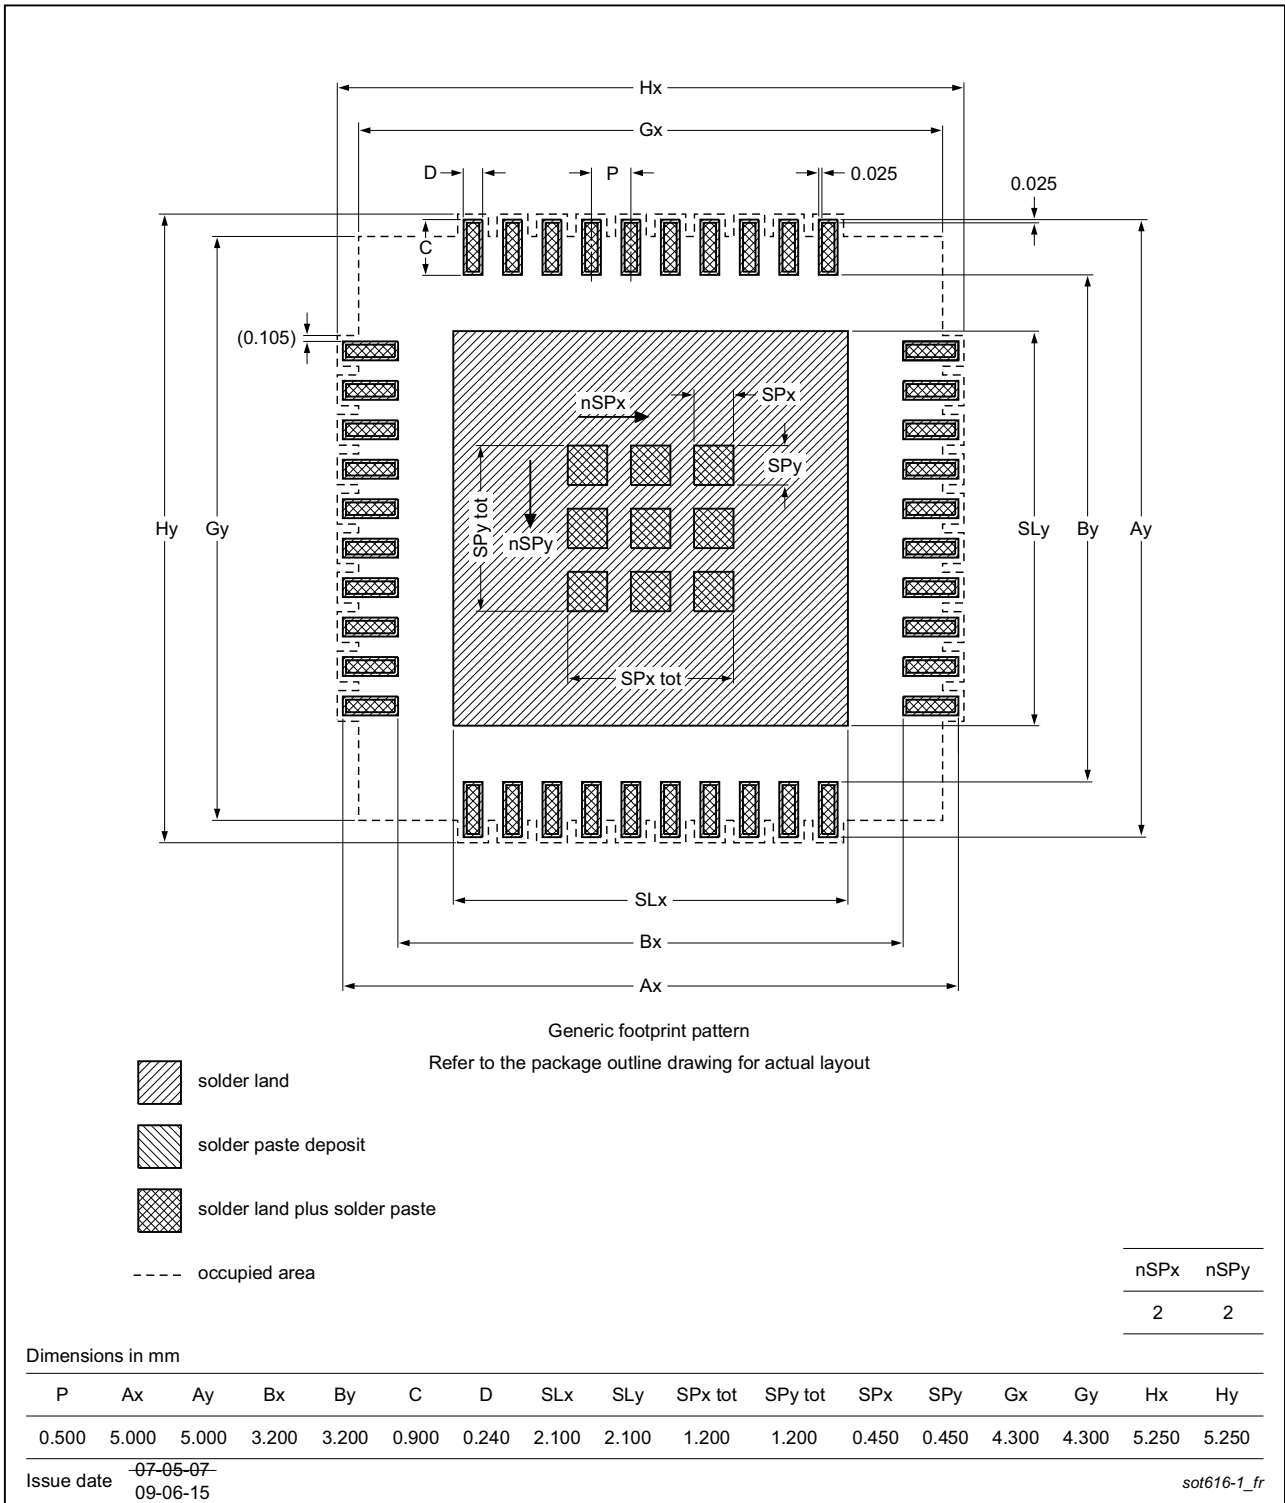 Hx
Gx
D
P
0.025
0.025
C
(0.105)
nSPx
SPx
SPy
SPy tot
nSPy
Hy
Gy
SLy
By
Ay
SPx tot
SLx
Bx
Ax
Generic footprint pattern
Refer to the package outline drawing for actual layout
solder land
solder paste deposit
solder land plus solder paste
occupied area
nSPx nSPy
2 2
Dimensions in mm
P Ax Ay Bx By C D SLx SLy SPx tot SPy tot SPx SPy Gx Gy Hx Hy
0.500 5.000 5.000 3.200 3.200 0.900 0.240 2.100 2.100 1.200 1.200 0.450 0.450 4.300 4.300 5.250 5.250
Issue date 07-05-07
09-06-15
sot616-1_fr